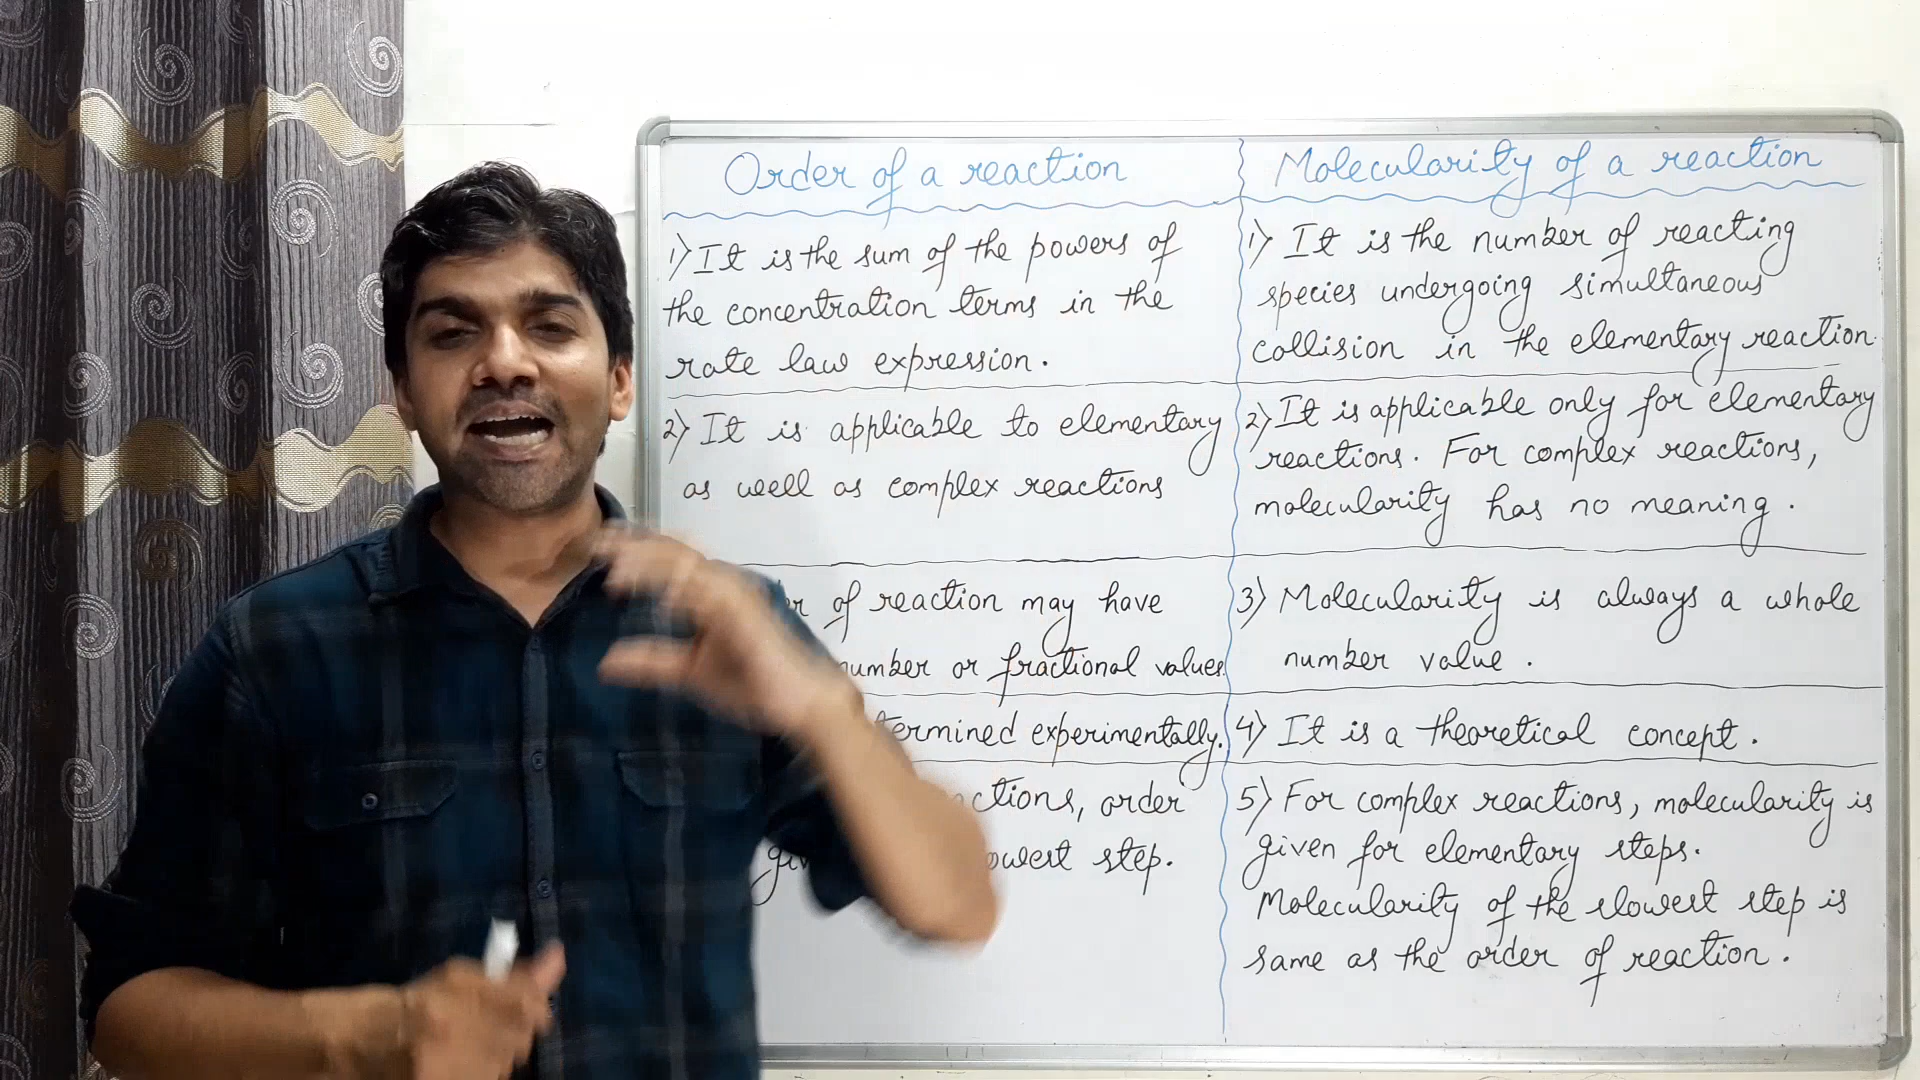 Order of a reaction
1) It is the sum of the powers of
the concentration terms in the
rate law expression.
2) It is applicable to elementary
as well as complex reactions
of reaction may have
number or fractional values.
termined experimentally.
ctions, order
owest step.
Molecularity of a reaction
1) It is the number of reacting
species undergoing simultaneous
collision in the elementary reaction.
2) It is applicable only for elementary
reactions. For complex reactions,
molecularity has no meaning.
3) Molecularity is always a whole
number value.
4) It is a theoretical concept.
5) For complex reactions, molecularity is
given for elementary steps.
Molecularity of the slowest step is
same as the order of reaction.